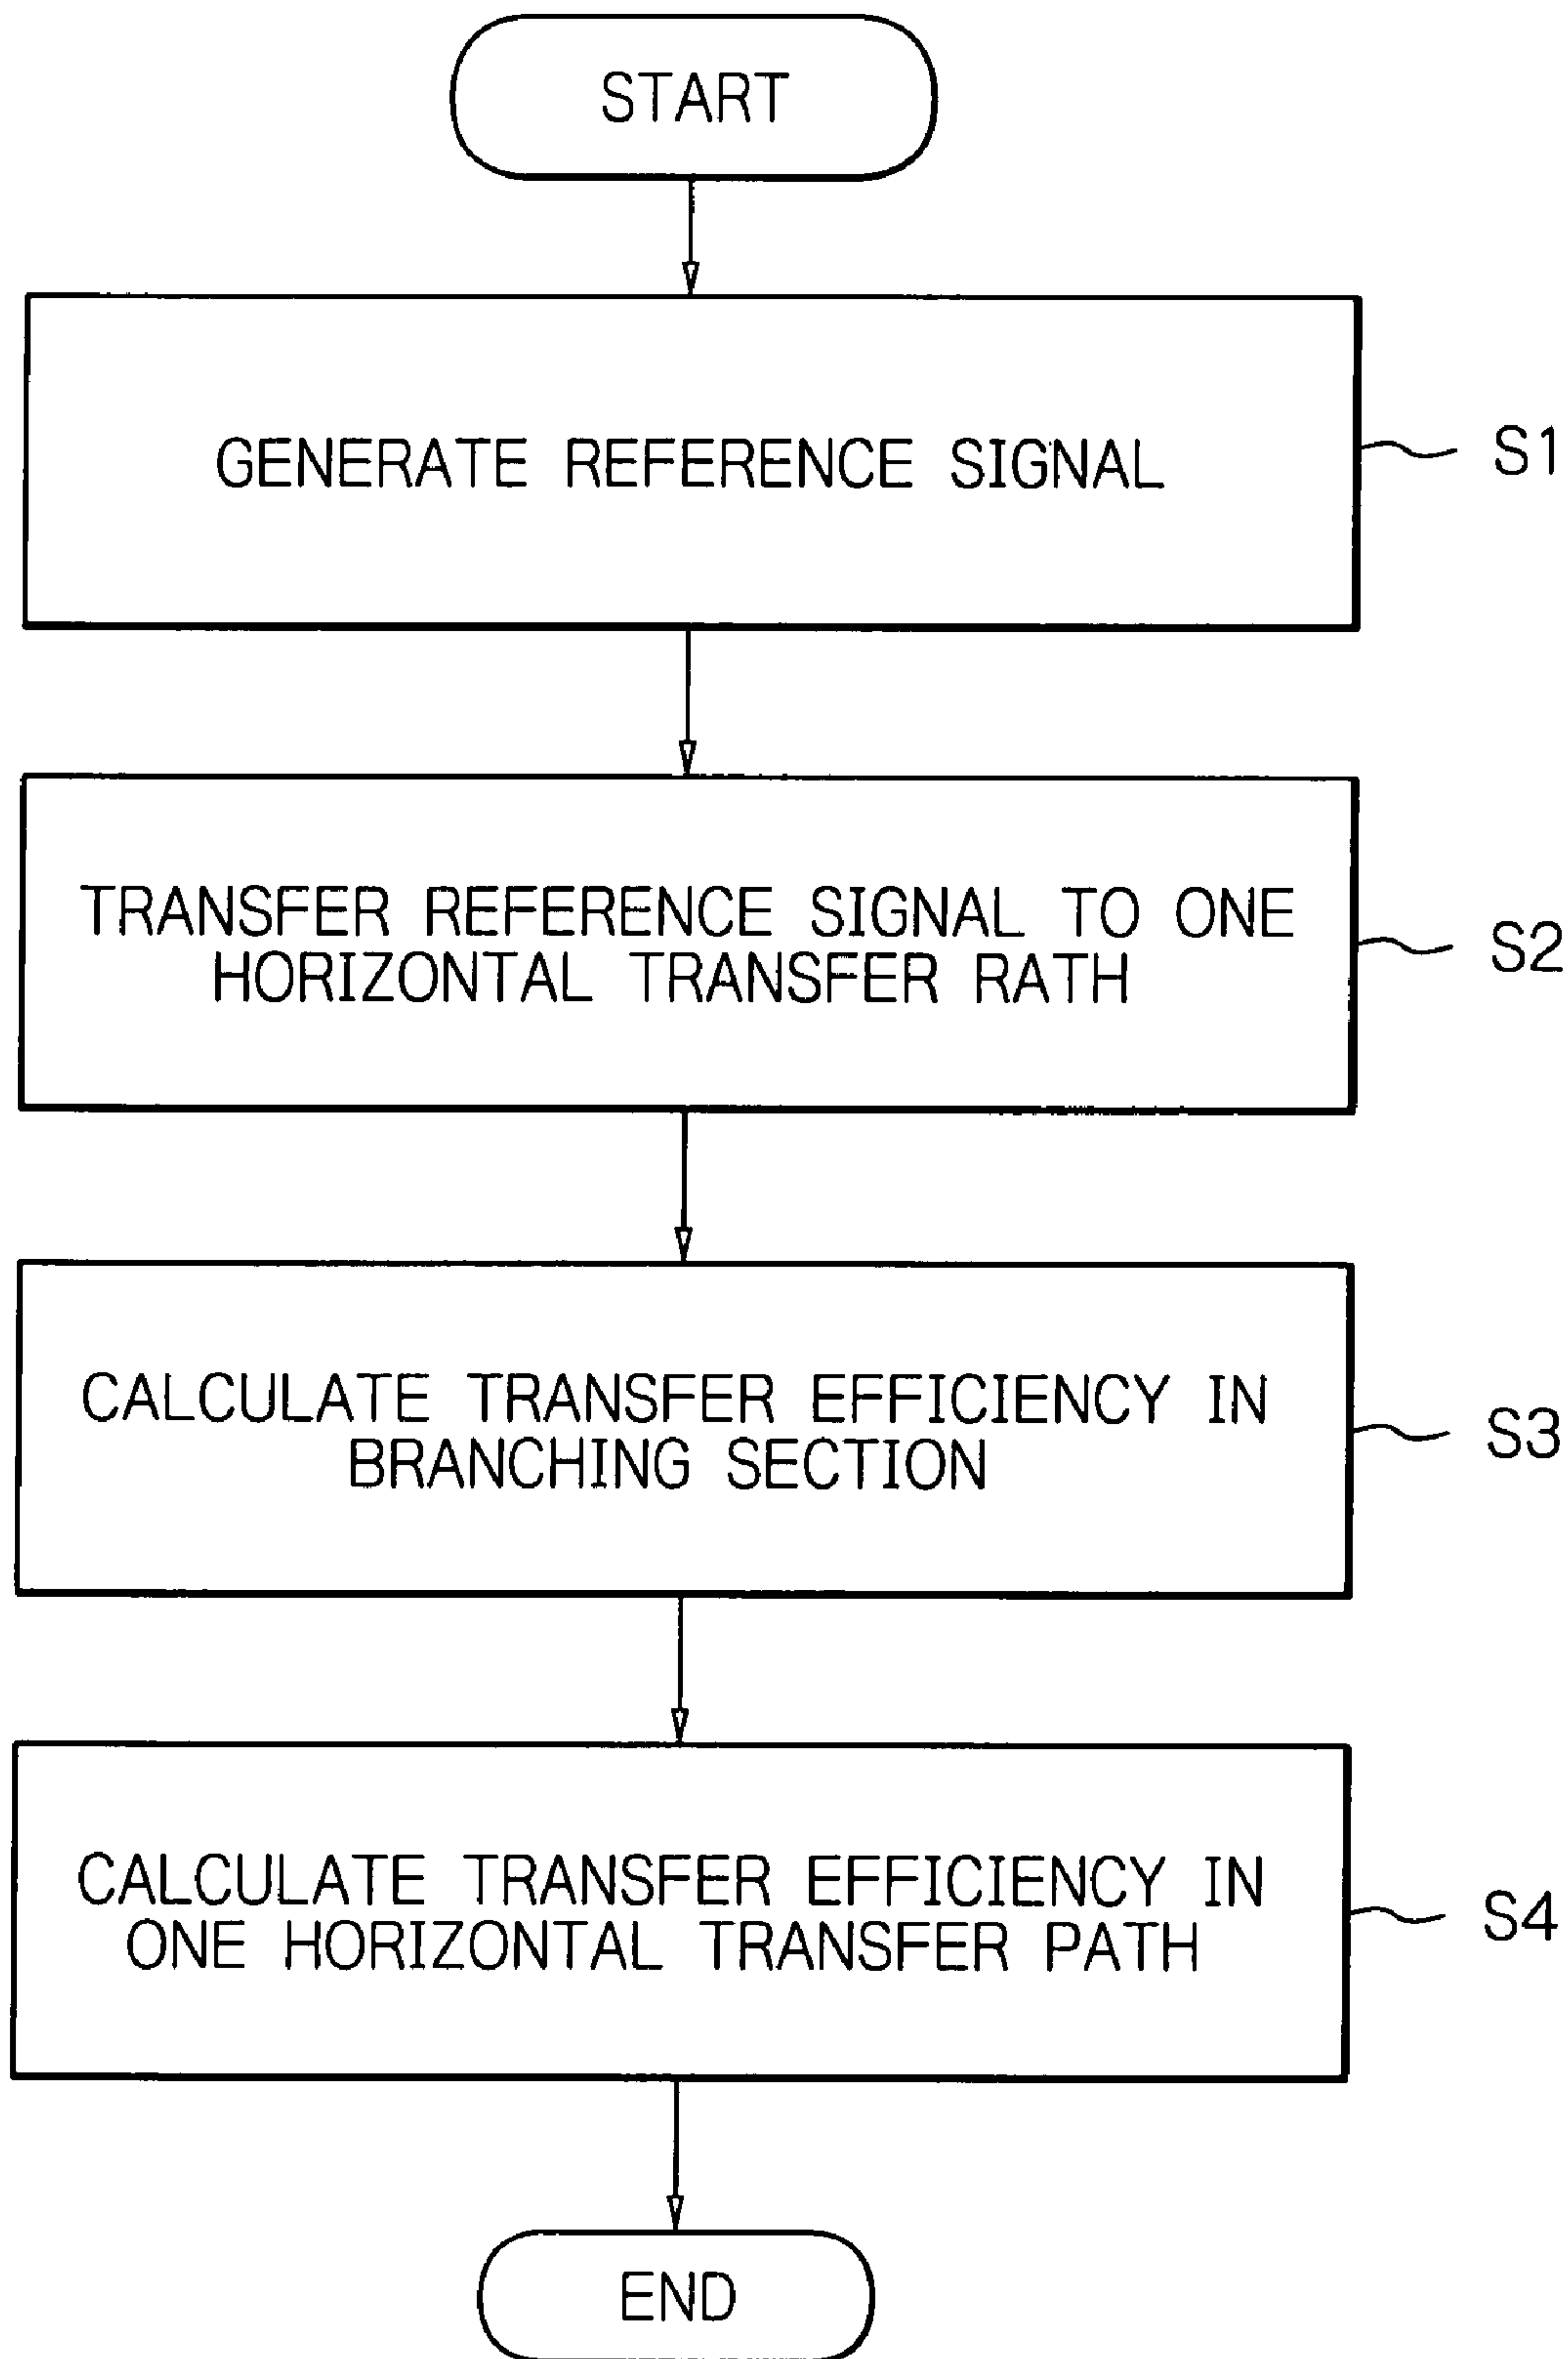 START
GENERATE REFERENCE SIGNAL
S1
TRANSFER REFERENCE SIGNAL TO ONE
HORIZONTAL TRANSFER RATH
S2
CALCULATE TRANSFER EFFICIENCY IN
BRANCHING SECTION
S3
CALCULATE TRANSFER EFFICIENCY IN
ONE HORIZONTAL TRANSFER PATH
S4
END